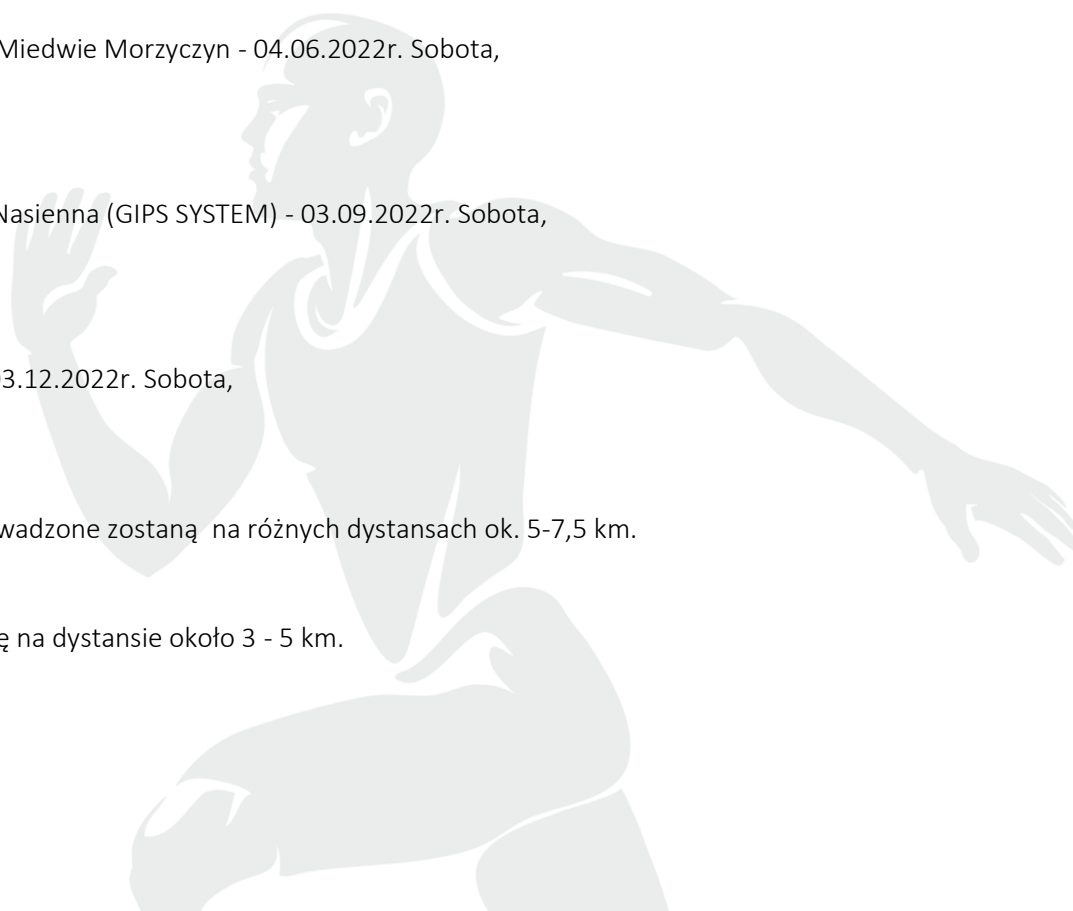 Miedwie Morzyczyn - 04.06.2022r. Sobota,
Nasienna (GIPS SYSTEM) - 03.09.2022r. Sobota,
3.12.2022r. Sobota,
wadzone zostaną  na różnych dystansach ok. 5-7,5 km.
ę na dystansie około 3 - 5 km.